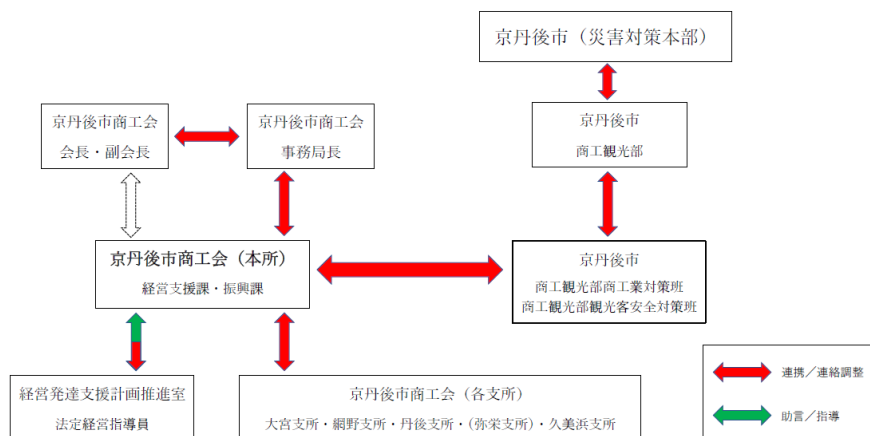 京丹後市（災害対策本部）
京丹後市商工会
会長・副会長
京丹後市商工会
事務局長
京丹後市
商工観光部
京丹後市商工会（本所）
経営支援課・振興課
京丹後市
商工観光部商工業対策班
商工観光部観光客安全対策班
経営発達支援計画推進室
法定経営指導員
京丹後市商工会（各支所）
大宮支所・網野支所・丹後支所・(弥栄支所)・久美浜支所
連携／連絡調整
助言／指導